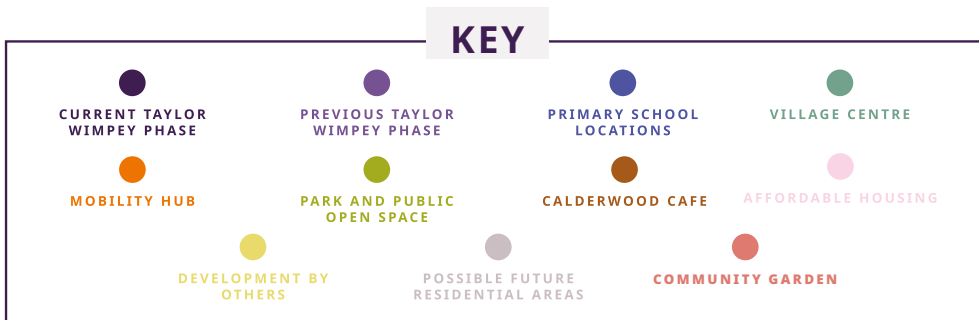 KEY
CURRENT TAYLOR
WIMPEY PHASE
PREVIOUS TAYLOR
WIMPEY PHASE
PRIMARY SCHOOL
LOCATIONS
VILLAGE CENTRE
MOBILITY HUB
PARK AND PUBLIC
OPEN SPACE
CALDERWOOD CAFE
AFFORDABLE HOUSING
DEVELOPMENT BY
OTHERS
POSSIBLE FUTURE
RESIDENTIAL AREAS
COMMUNITY GARDEN